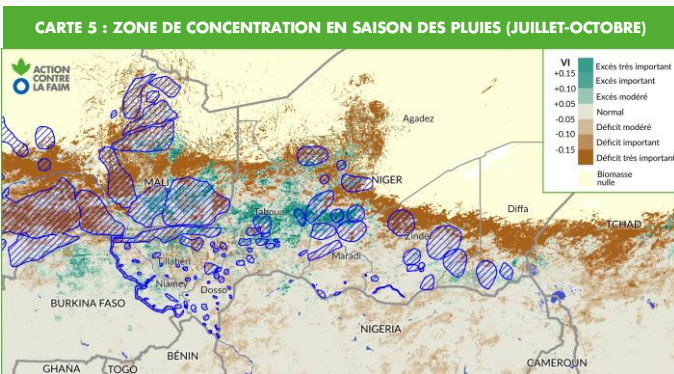 CARTE 5 : ZONE DE CONCENTRATION EN SAISON DES PLUIES (JUILLET-OCTOBRE)
ACTION
CONTRE
LA FAIM
VI
+0.15
+0.10
+0.05
-0.05
-0.10
-0.15
Excès très important
Excès important
Excès modéré
Normal
Déficit modéré
Déficit important
Déficit très important
Biomasse
nulle
Agadez
MALI
NIGER
Tahoua
Diffa
TCHAD
Zinder
Maradi
Tillabéri
Niamey
Dosso
BURKINA FASO
NIGERIA
BÉNIN
GHANA
TOGO
CAMEROUN